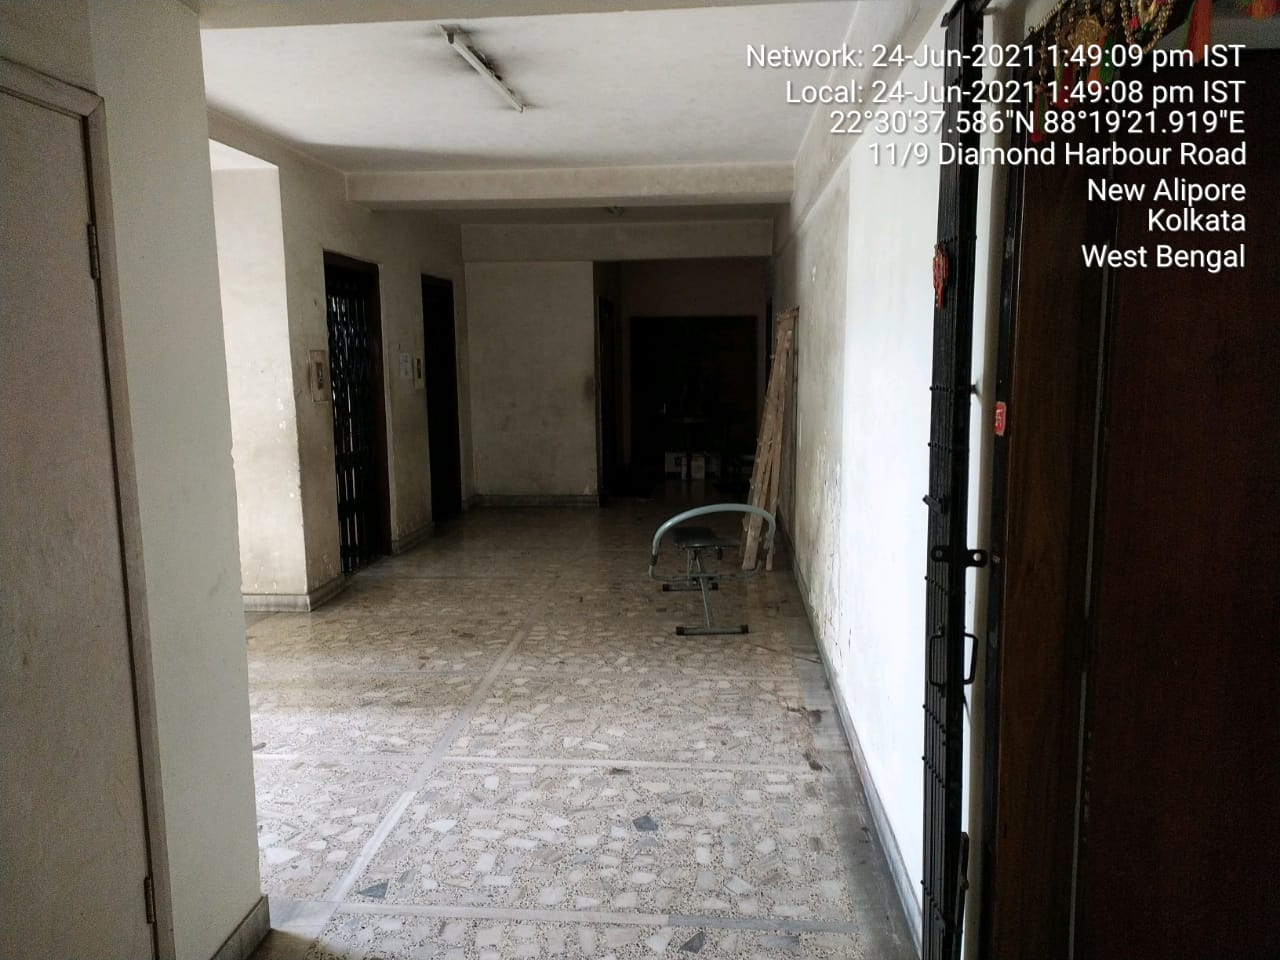 Network: 24-Jun-2021 1:49:09 pm IST
Local: 24-Jun-2021 1:49:08 pm IST
22°30'37.586"N 88°19'21.919"E
11/9 Diamond Harbour Road
New Alipore
Kolkata
West Bengal